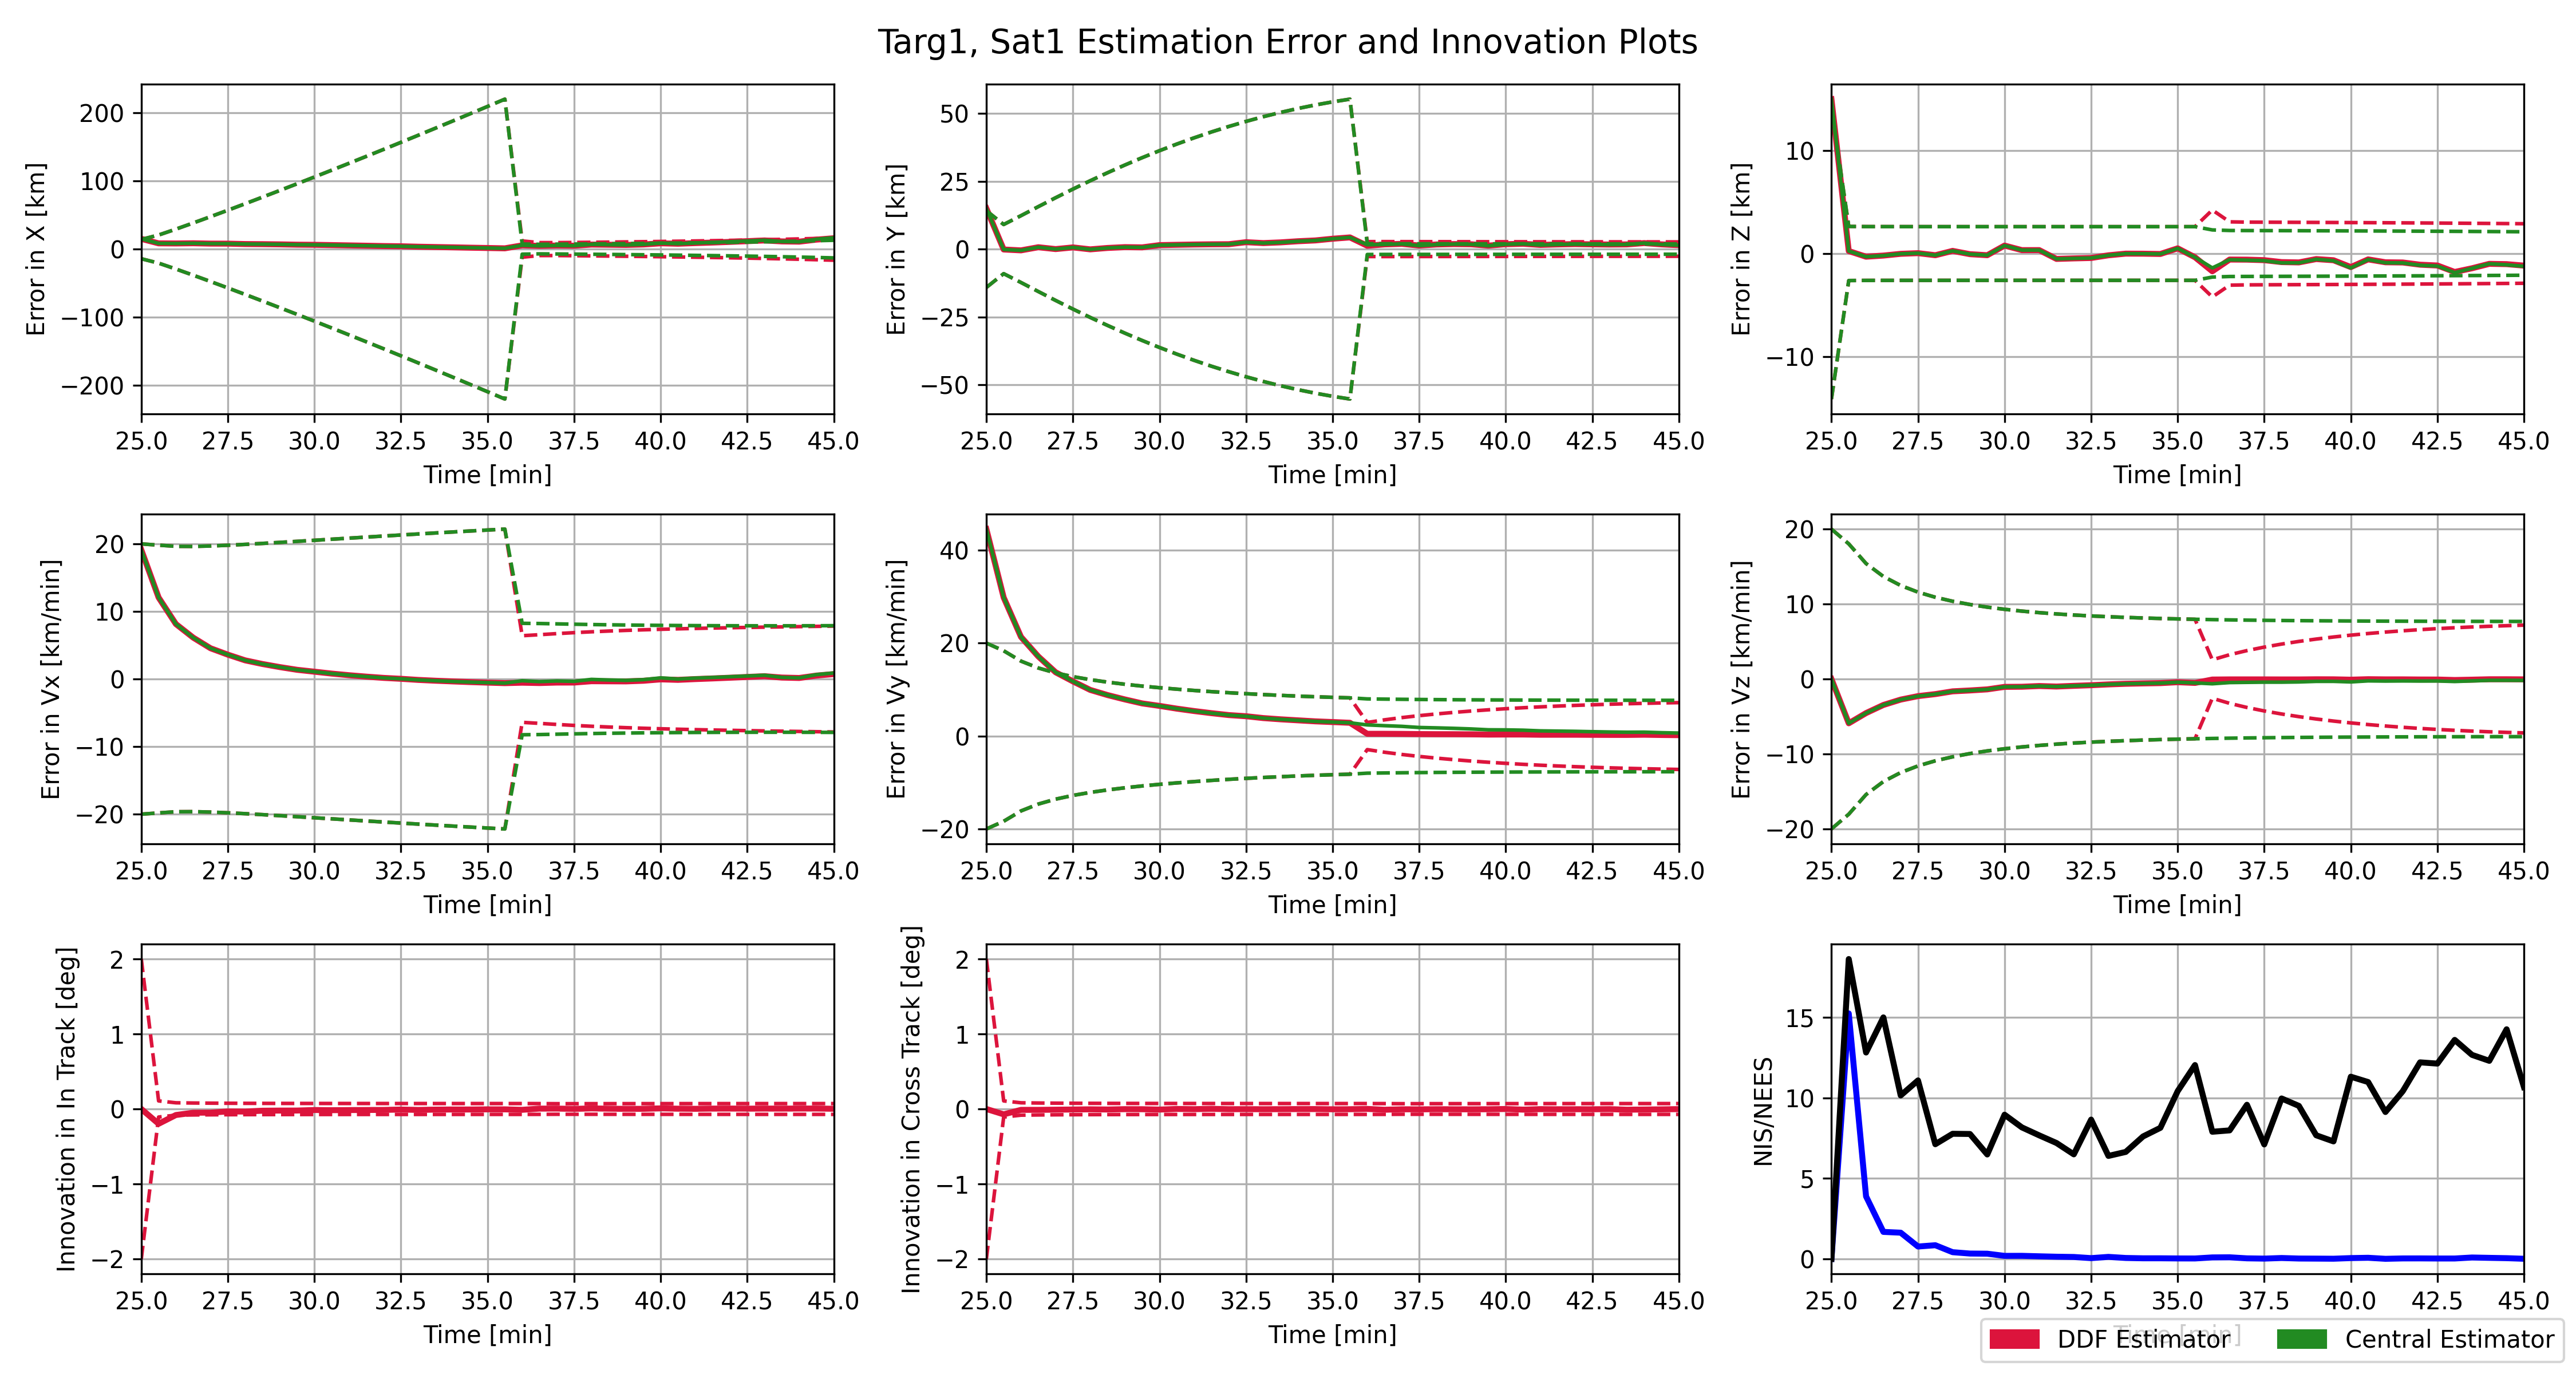 Targ1, Sat1 Estimation Error and Innovation Plots
Error in X [km]
200
100
0
−100
−200
25.0 27.5 30.0 32.5 35.0 37.5 40.0 42.5 45.0
Time [min]
Error in Y [km]
50
25
0
−25
−50
25.0 27.5 30.0 32.5 35.0 37.5 40.0 42.5 45.0
Time [min]
Error in Z [km]
10
0
−10
25.0 27.5 30.0 32.5 35.0 37.5 40.0 42.5 45.0
Time [min]
Error in Vx [km/min]
20
10
0
−10
−20
25.0 27.5 30.0 32.5 35.0 37.5 40.0 42.5 45.0
Time [min]
Error in Vy [km/min]
40
20
0
−20
25.0 27.5 30.0 32.5 35.0 37.5 40.0 42.5 45.0
Time [min]
Error in Vz [km/min]
20
10
0
−10
−20
25.0 27.5 30.0 32.5 35.0 37.5 40.0 42.5 45.0
Time [min]
Innovation in In Track [deg]
2
1
0
−1
−2
25.0 27.5 30.0 32.5 35.0 37.5 40.0 42.5 45.0
Time [min]
Innovation in Cross Track [deg]
2
1
0
−1
−2
25.0 27.5 30.0 32.5 35.0 37.5 40.0 42.5 45.0
Time [min]
NIS/NEES
15
10
5
0
25.0 27.5 30.0 32.5 35.0 37.5 40.0 42.5 45.0
Time [min]
DDF Estimator Central Estimator